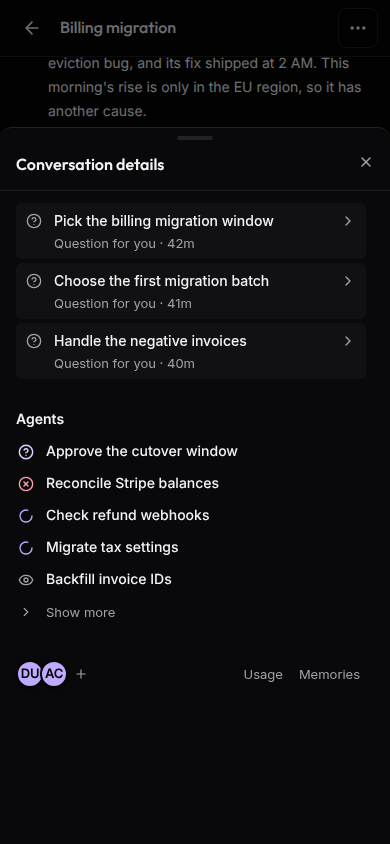 Billing migration
eviction bug, and its fix shipped at 2 AM. This
morning's rise is only in the EU region, so it has
another cause.
Conversation details
Pick the billing migration window
Question for you · 42m
Choose the first migration batch
Question for you · 41m
Handle the negative invoices
Question for you · 40m
Agents
Approve the cutover window
Reconcile Stripe balances
Check refund webhooks
Migrate tax settings
Backfill invoice IDs
Show more
DU AC + Usage Memories